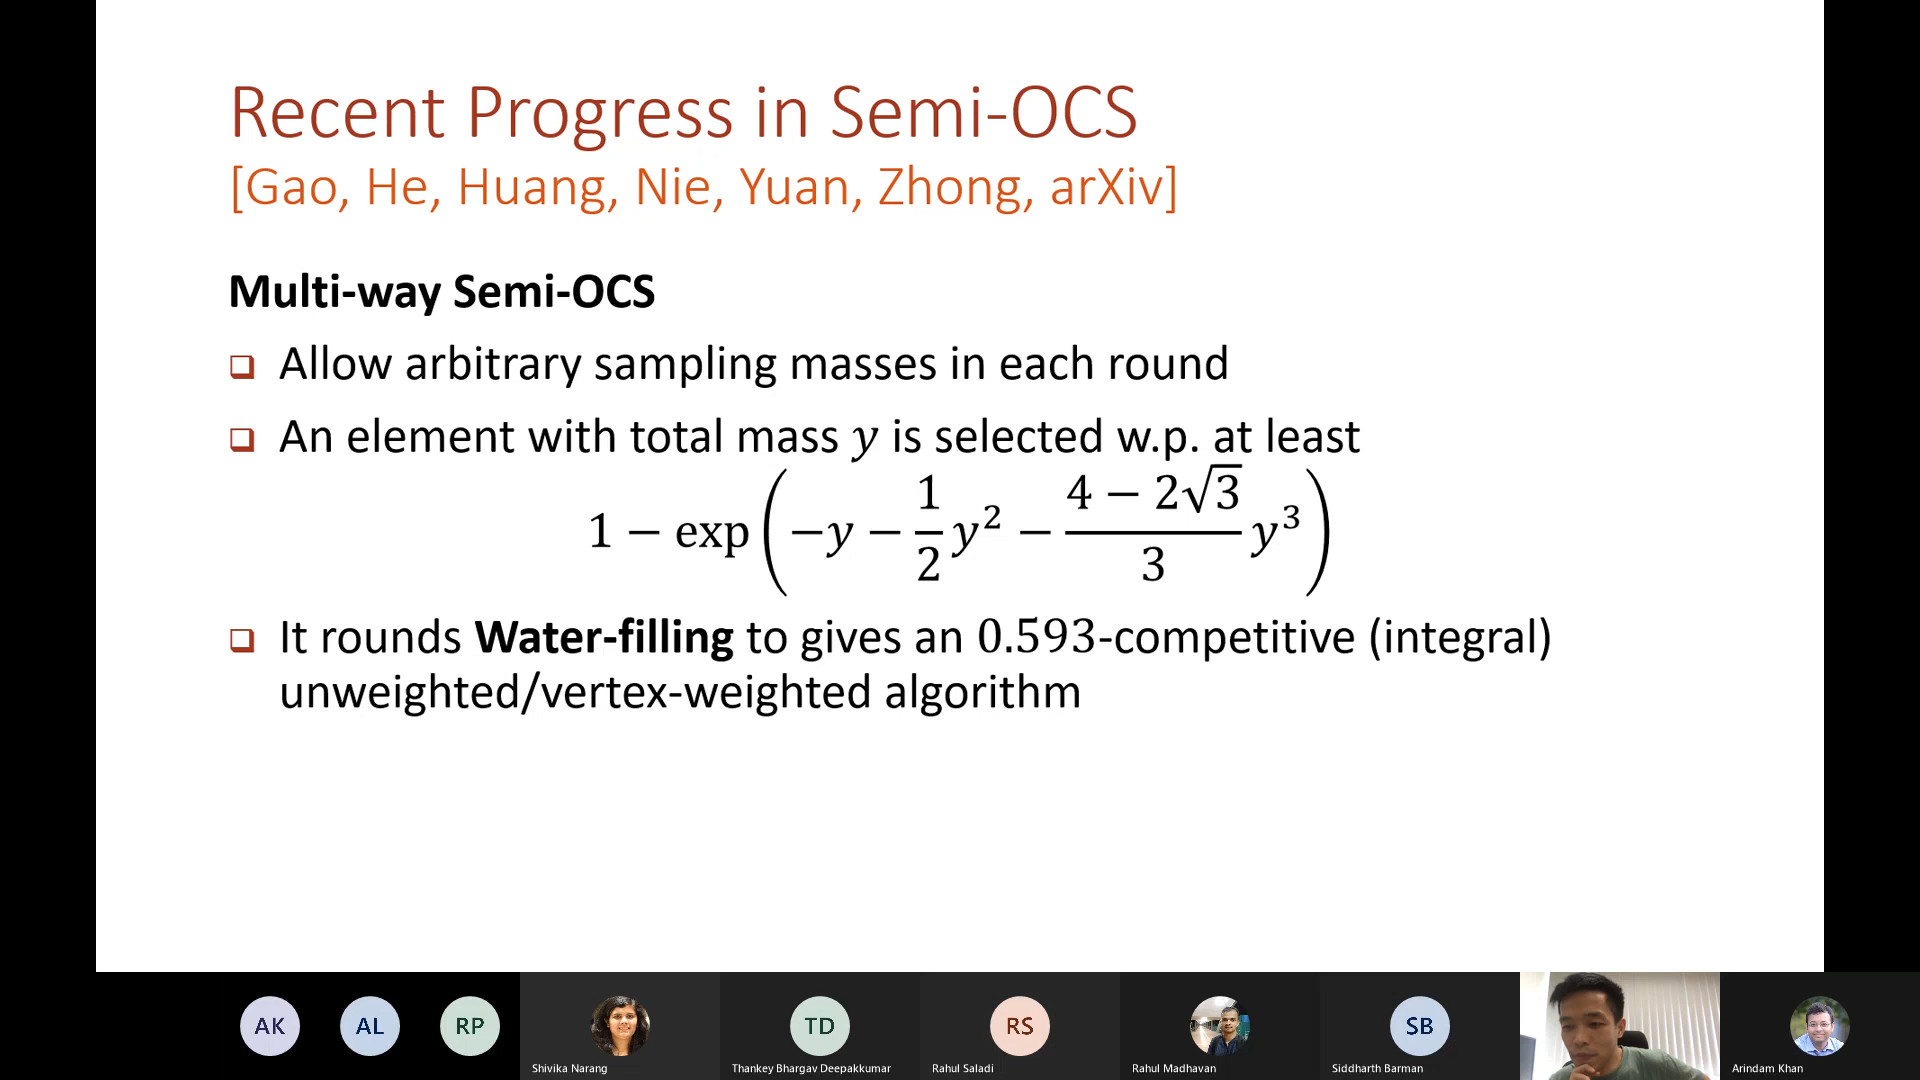 Recent Progress in Semi-OCS
[Gao, He, Huang, Nie, Yuan, Zhong, arXiv]
Multi-way Semi-OCS
❑ Allow arbitrary sampling masses in each round
❑ An element with total mass y is selected w.p. at least
1 − exp(−y − 1/2 y² − (4 − 2√3)/3 y³)
❑ It rounds Water-filling to gives an 0.593-competitive (integral)
unweighted/vertex-weighted algorithm
AK AL RP TD RS SB
Shivika Narang Thankey Bhargav Deepakkumar Rahul Saladi Rahul Madhavan Siddharth Barman Arindam Khan